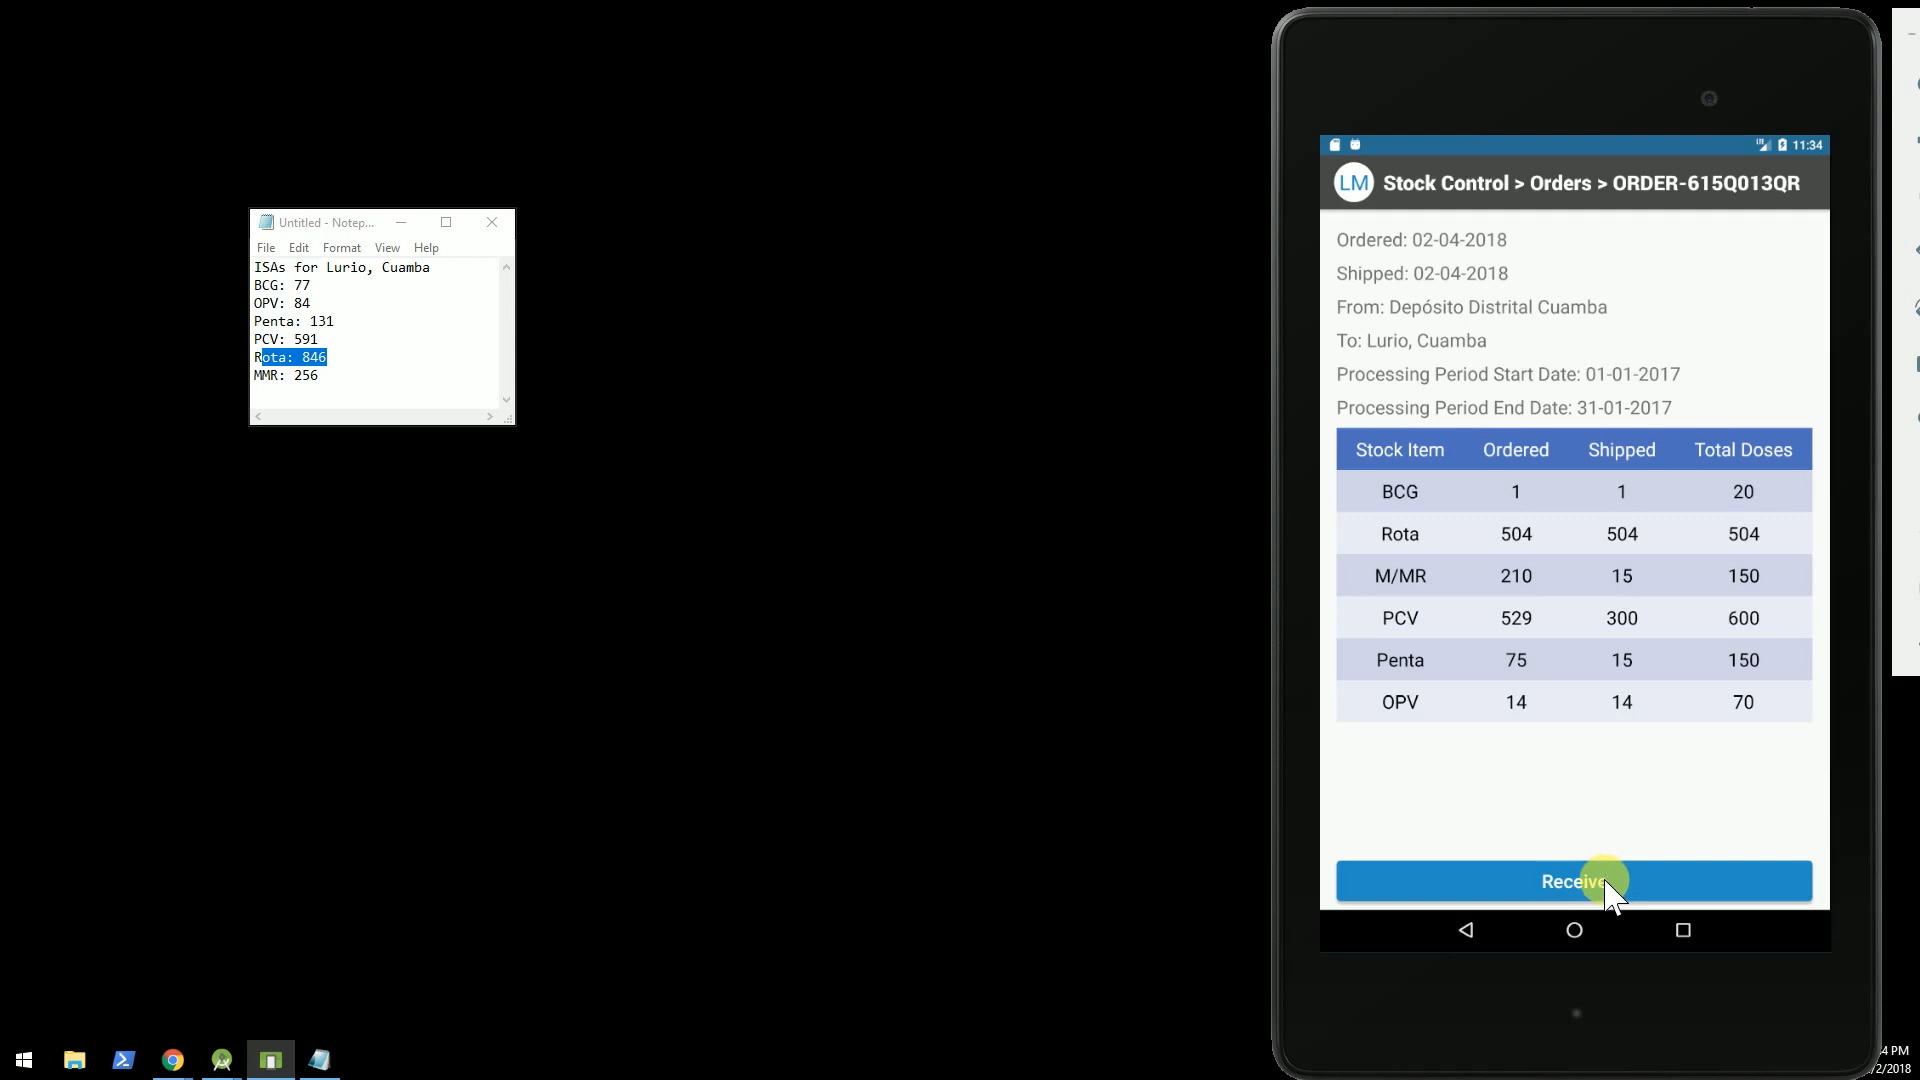 Untitled - Notep...
File Edit Format View Help
ISAs for Lurio, Cuamba
BCG: 77
OPV: 84
Penta: 131
PCV: 591
Rota: 846
MMR: 256
11:34
LM Stock Control > Orders > ORDER-615Q013QR
Ordered: 02-04-2018
Shipped: 02-04-2018
From: Depósito Distrital Cuamba
To: Lurio, Cuamba
Processing Period Start Date: 01-01-2017
Processing Period End Date: 31-01-2017
Stock Item Ordered Shipped Total Doses
BCG 1 1 20
Rota 504 504 504
M/MR 210 15 150
PCV 529 300 600
Penta 75 15 150
OPV 14 14 70
Receive
4 PM
/2/2018